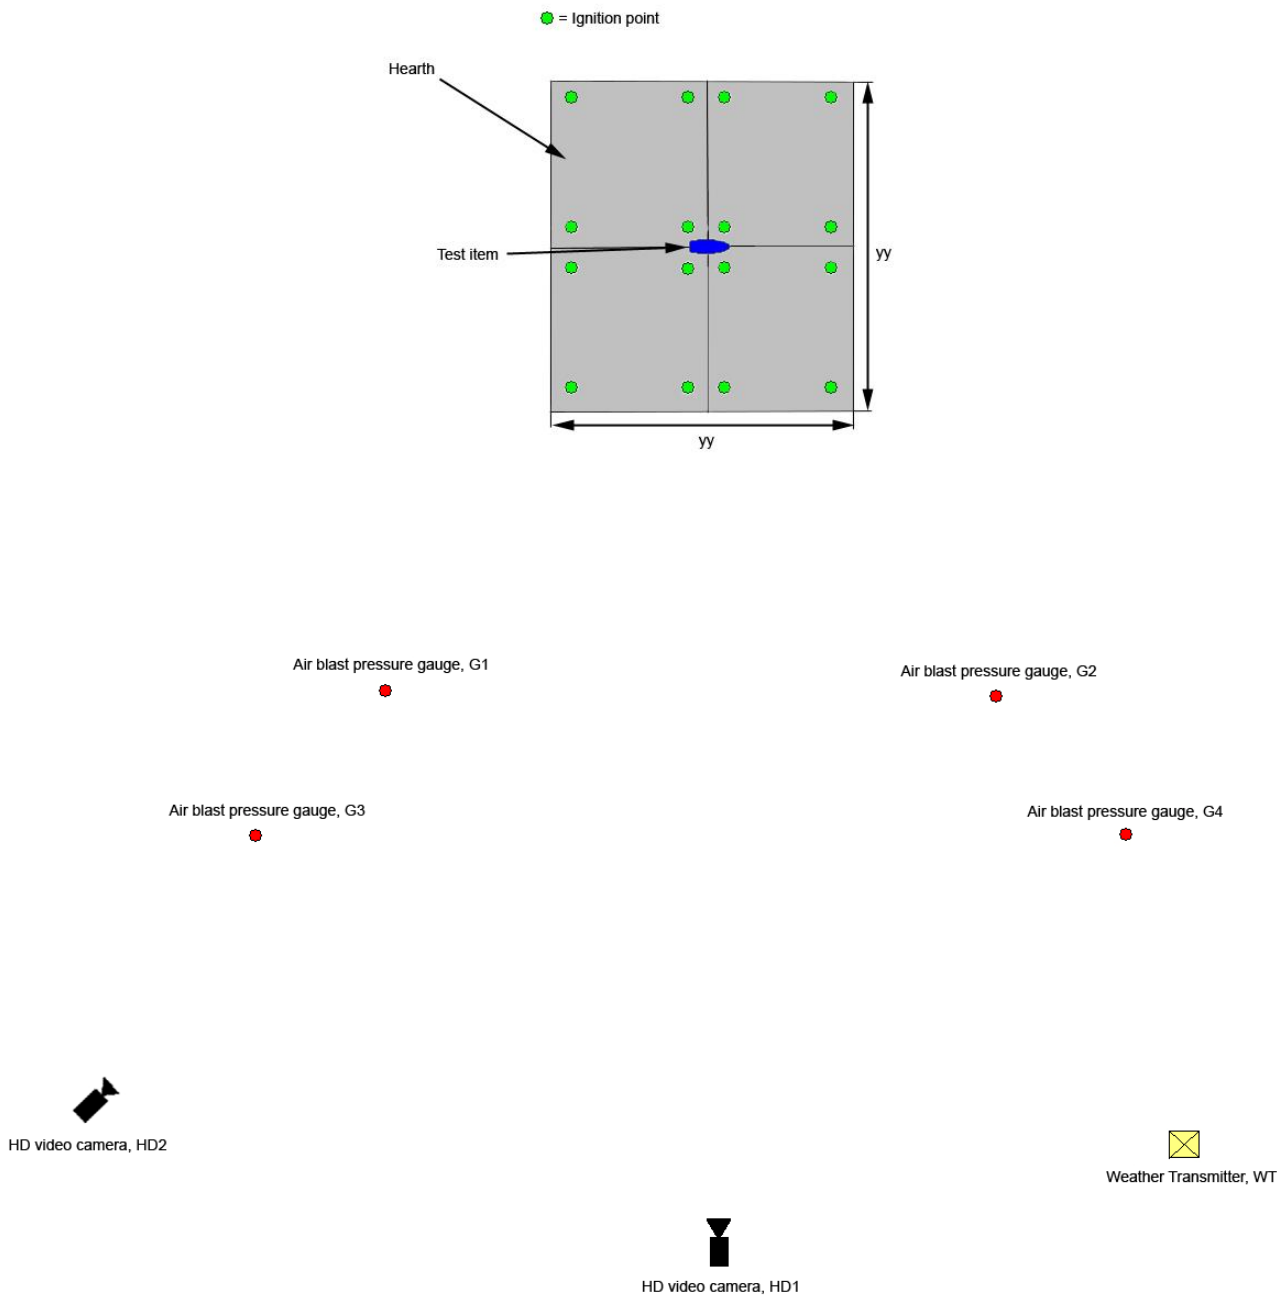 = Ignition point
Hearth
Test item
yy
yy
Air blast pressure gauge, G1
Air blast pressure gauge, G2
Air blast pressure gauge, G3
Air blast pressure gauge, G4
HD video camera, HD2
Weather Transmitter, WT
HD video camera, HD1